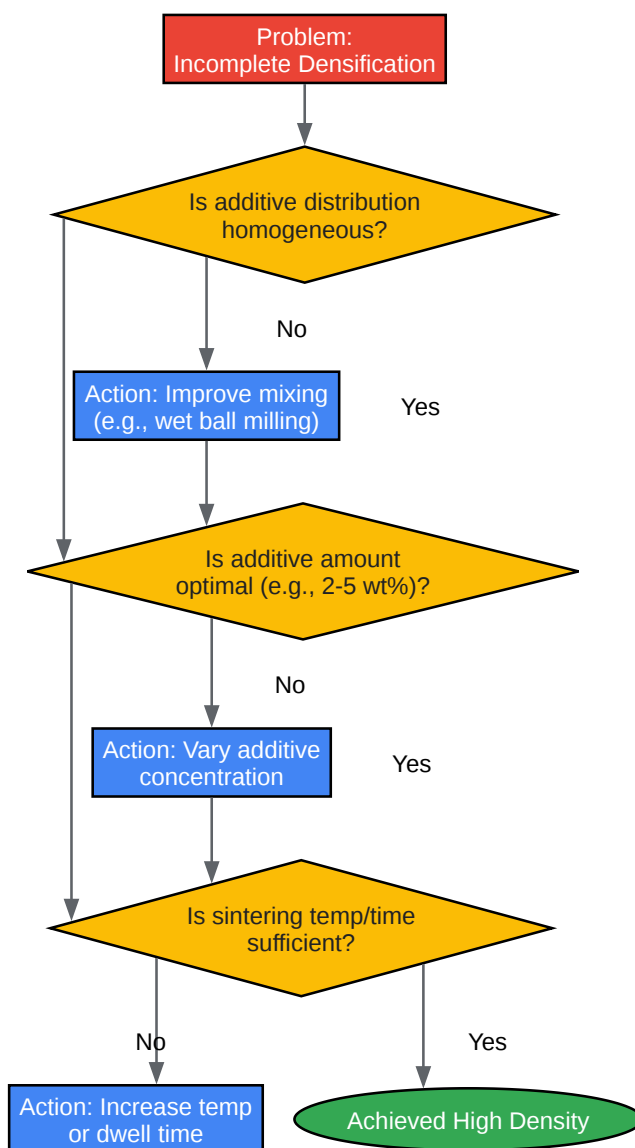 Problem:
Incomplete Densification
Is additive distribution
homogeneous?
No
Action: Improve mixing
(e.g., wet ball milling)
Yes
Is additive amount
optimal (e.g., 2-5 wt%)?
No
Action: Vary additive
concentration
Yes
Is sintering temp/time
sufficient?
No
Yes
Action: Increase temp
or dwell time
Achieved High Density